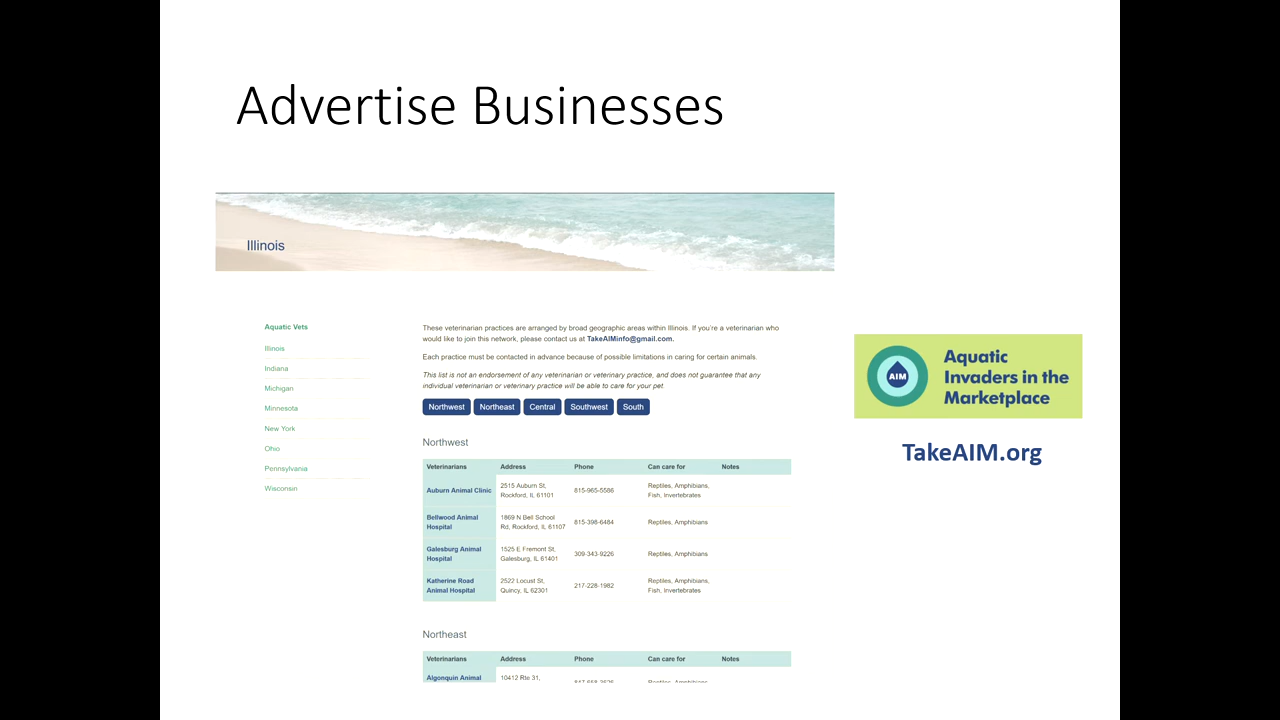 Advertise Businesses
Illinois
Aquatic Vets
Illinois
Indiana
Michigan
Minnesota
New York
Ohio
Pennsylvania
Wisconsin
These veterinarian practices are arranged by broad geographic areas within Illinois. If you're a veterinarian who
would like to join this network, please contact us at TakeAIMinfo@gmail.com.
Each practice must be contacted in advance because of possible limitations in caring for certain animals.
This list is not an endorsement of any veterinarian or veterinary practice, and does not guarantee that any
individual veterinarian or veterinary practice will be able to care for your pet
Northwest Northeast Central Southwest South
Northwest
Veterinarians Address Phone Can care for Notes
Auburn Animal Clinic 2515 Auburn St, Rockford, IL 61101 815-965-5586 Reptiles, Amphibians, Fish, Invertebrates
Bellwood Animal Hospital 1869 N Bell School Rd, Rockford, IL 61107 815-398-6484 Reptiles, Amphibians
Galesburg Animal Hospital 1525 E Fremont St, Galesburg, IL 61401 309-343-9226 Reptiles, Amphibians
Katherine Road Animal Hospital 2522 Locust St, Quincy, IL 62301 217-228-1982 Reptiles, Amphibians, Fish, Invertebrates
Northeast
Veterinarians Address Phone Can care for Notes
Algonquin Animal 10412 Rte 31,
AIM
Aquatic
Invaders in the
Marketplace
TakeAIM.org